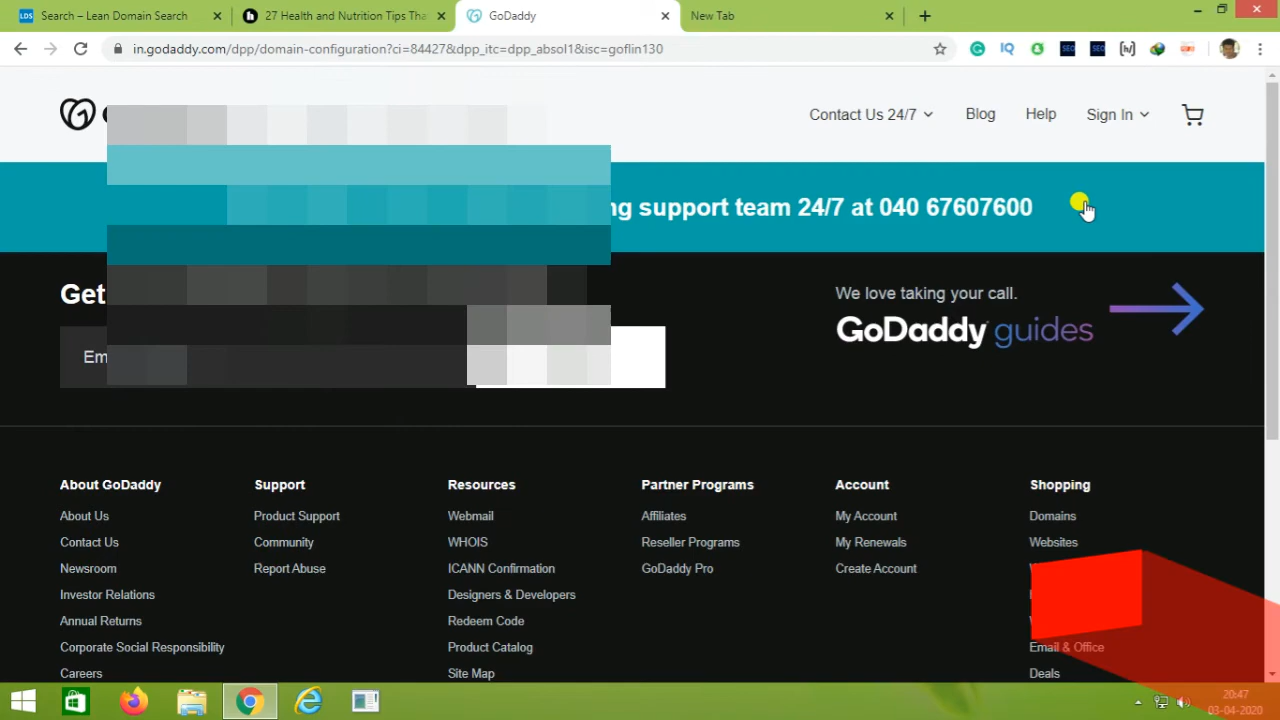 Search – Lean Domain Search
27 Health and Nutrition Tips Tha
GoDaddy
New Tab
in.godaddy.com/dpp/domain-configuration?ci=84427&dpp_itc=dpp_absol1&isc=goflin130
Contact Us 24/7
Blog
Help
Sign In
support team 24/7 at 040 67607600
Get
We love taking your call.
GoDaddy guides
About GoDaddy
About Us
Contact Us
Newsroom
Investor Relations
Annual Returns
Corporate Social Responsibility
Careers
Support
Product Support
Community
Report Abuse
Resources
Webmail
WHOIS
ICANN Confirmation
Designers & Developers
Redeem Code
Product Catalog
Site Map
Partner Programs
Affiliates
Reseller Programs
GoDaddy Pro
Account
My Account
My Renewals
Create Account
Shopping
Domains
Websites
Email & Office
Deals
20:47
03-04-2020